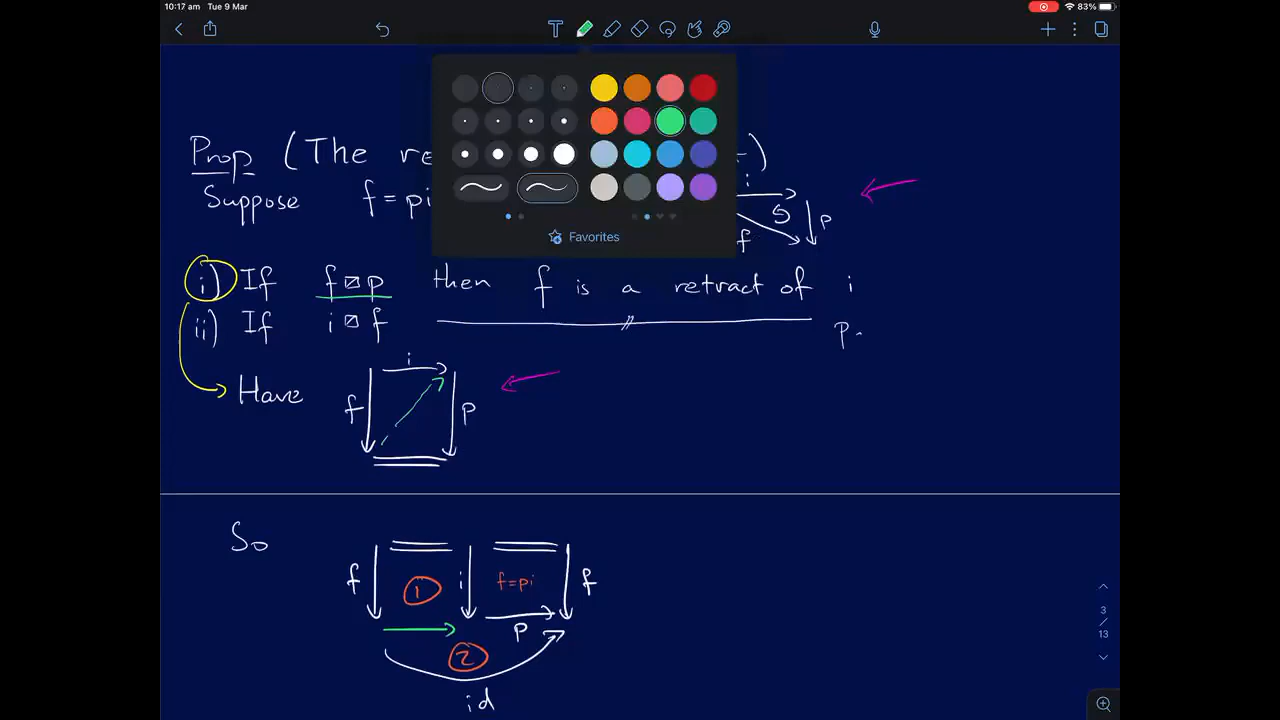 10:17 am Tue 9 Mar
83%
T
Favorites
Prop (The re
Suppose f = pi
i
p
f
i) If f ⧄ p then f is a retract of i
ii) If i ⧄ f
p.
Have
i
f
p
So
f
1
i
f=pi
f
p
2
id
3
/
13